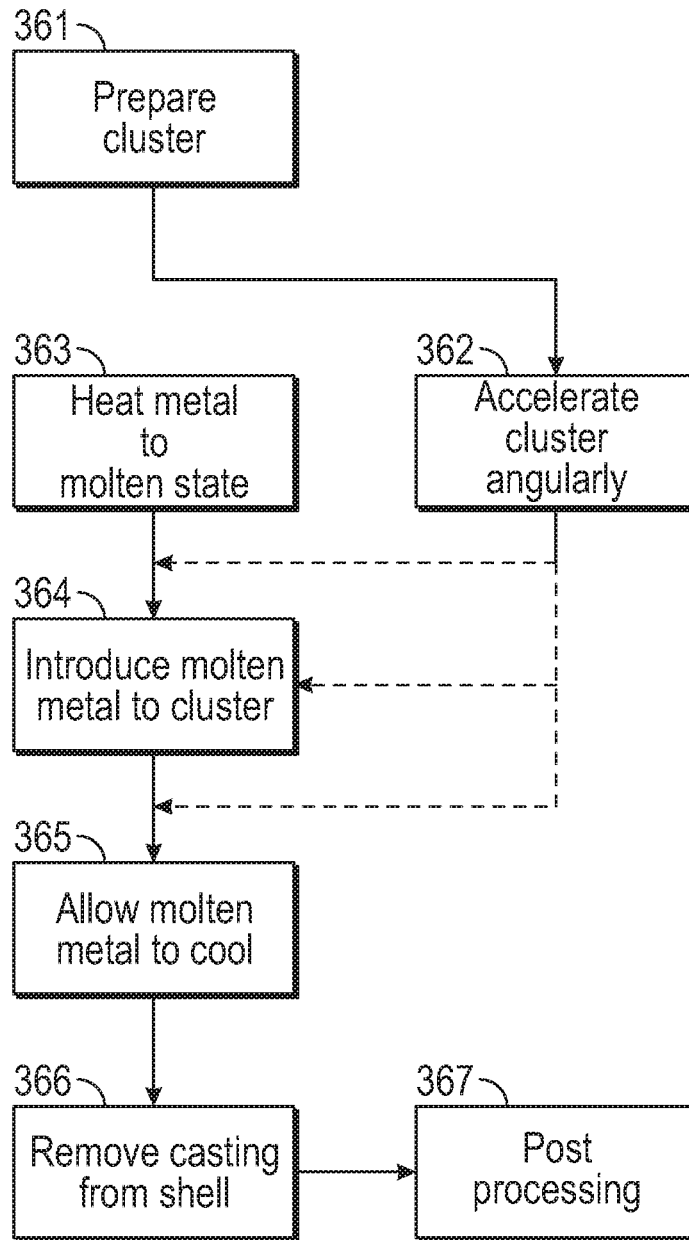 361
Prepare
cluster
363
Heat metal
to
molten state
362
Accelerate
cluster
angularly
364
Introduce molten
metal to cluster
365
Allow molten
metal to cool
366
Remove casting
from shell
367
Post
processing